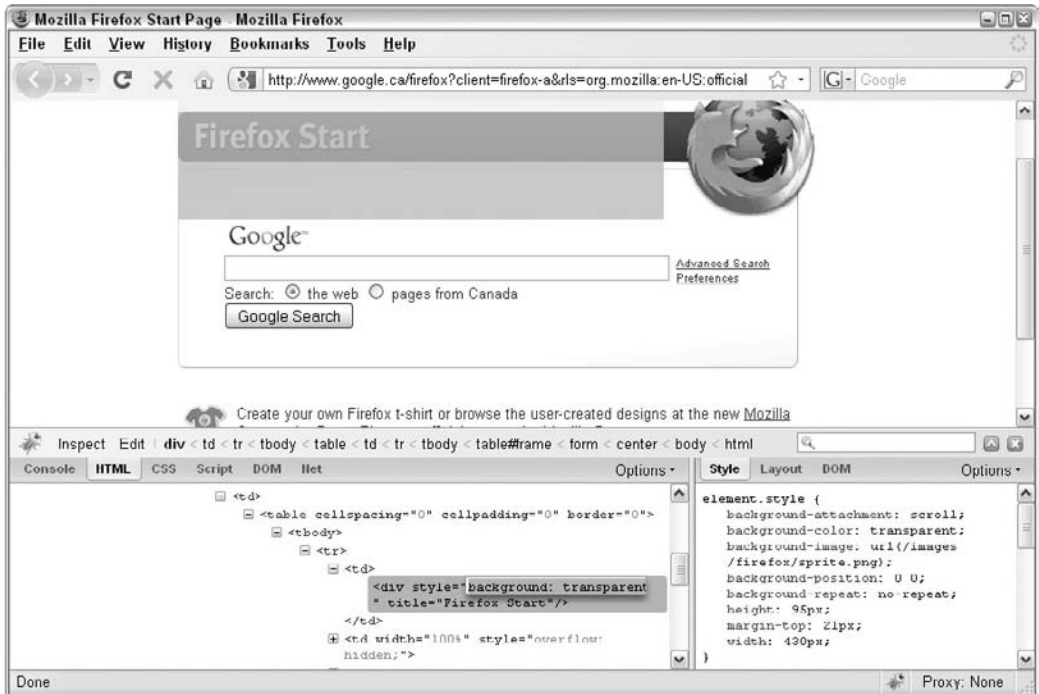 Mozilla Firefox Start Page - Mozilla Firefox
File Edit View History Bookmarks Tools Help
http://www.google.ca/firefox?client=firefox-a&rls=org.mozilla:en-US:official
G Google
Firefox Start
Google™
Advanced Search
Preferences
Search: the web pages from Canada
Google Search
Create your own Firefox t-shirt or browse the user-created designs at the new Mozilla
Inspect Edit div < td < tr < tbody < table < td < tr < tbody < table#frame < form < center < body < html
Console HTML CSS Script DOM Net Options
Style Layout DOM Options
<td>
<table cellspacing="0" cellpadding="0" border="0">
<tbody>
<tr>
<td>
<div style="background: transparent
" title="Firefox Start"/>
</td>
<td width="100%" style="overflow:
hidden;">
element.style {
background-attachment: scroll;
background-color: transparent;
background-image: url(/images
/firefox/sprite.png);
background-position: 0 0;
background-repeat: no-repeat;
height: 95px;
margin-top: 21px;
width: 430px;
}
Done
Proxy: None